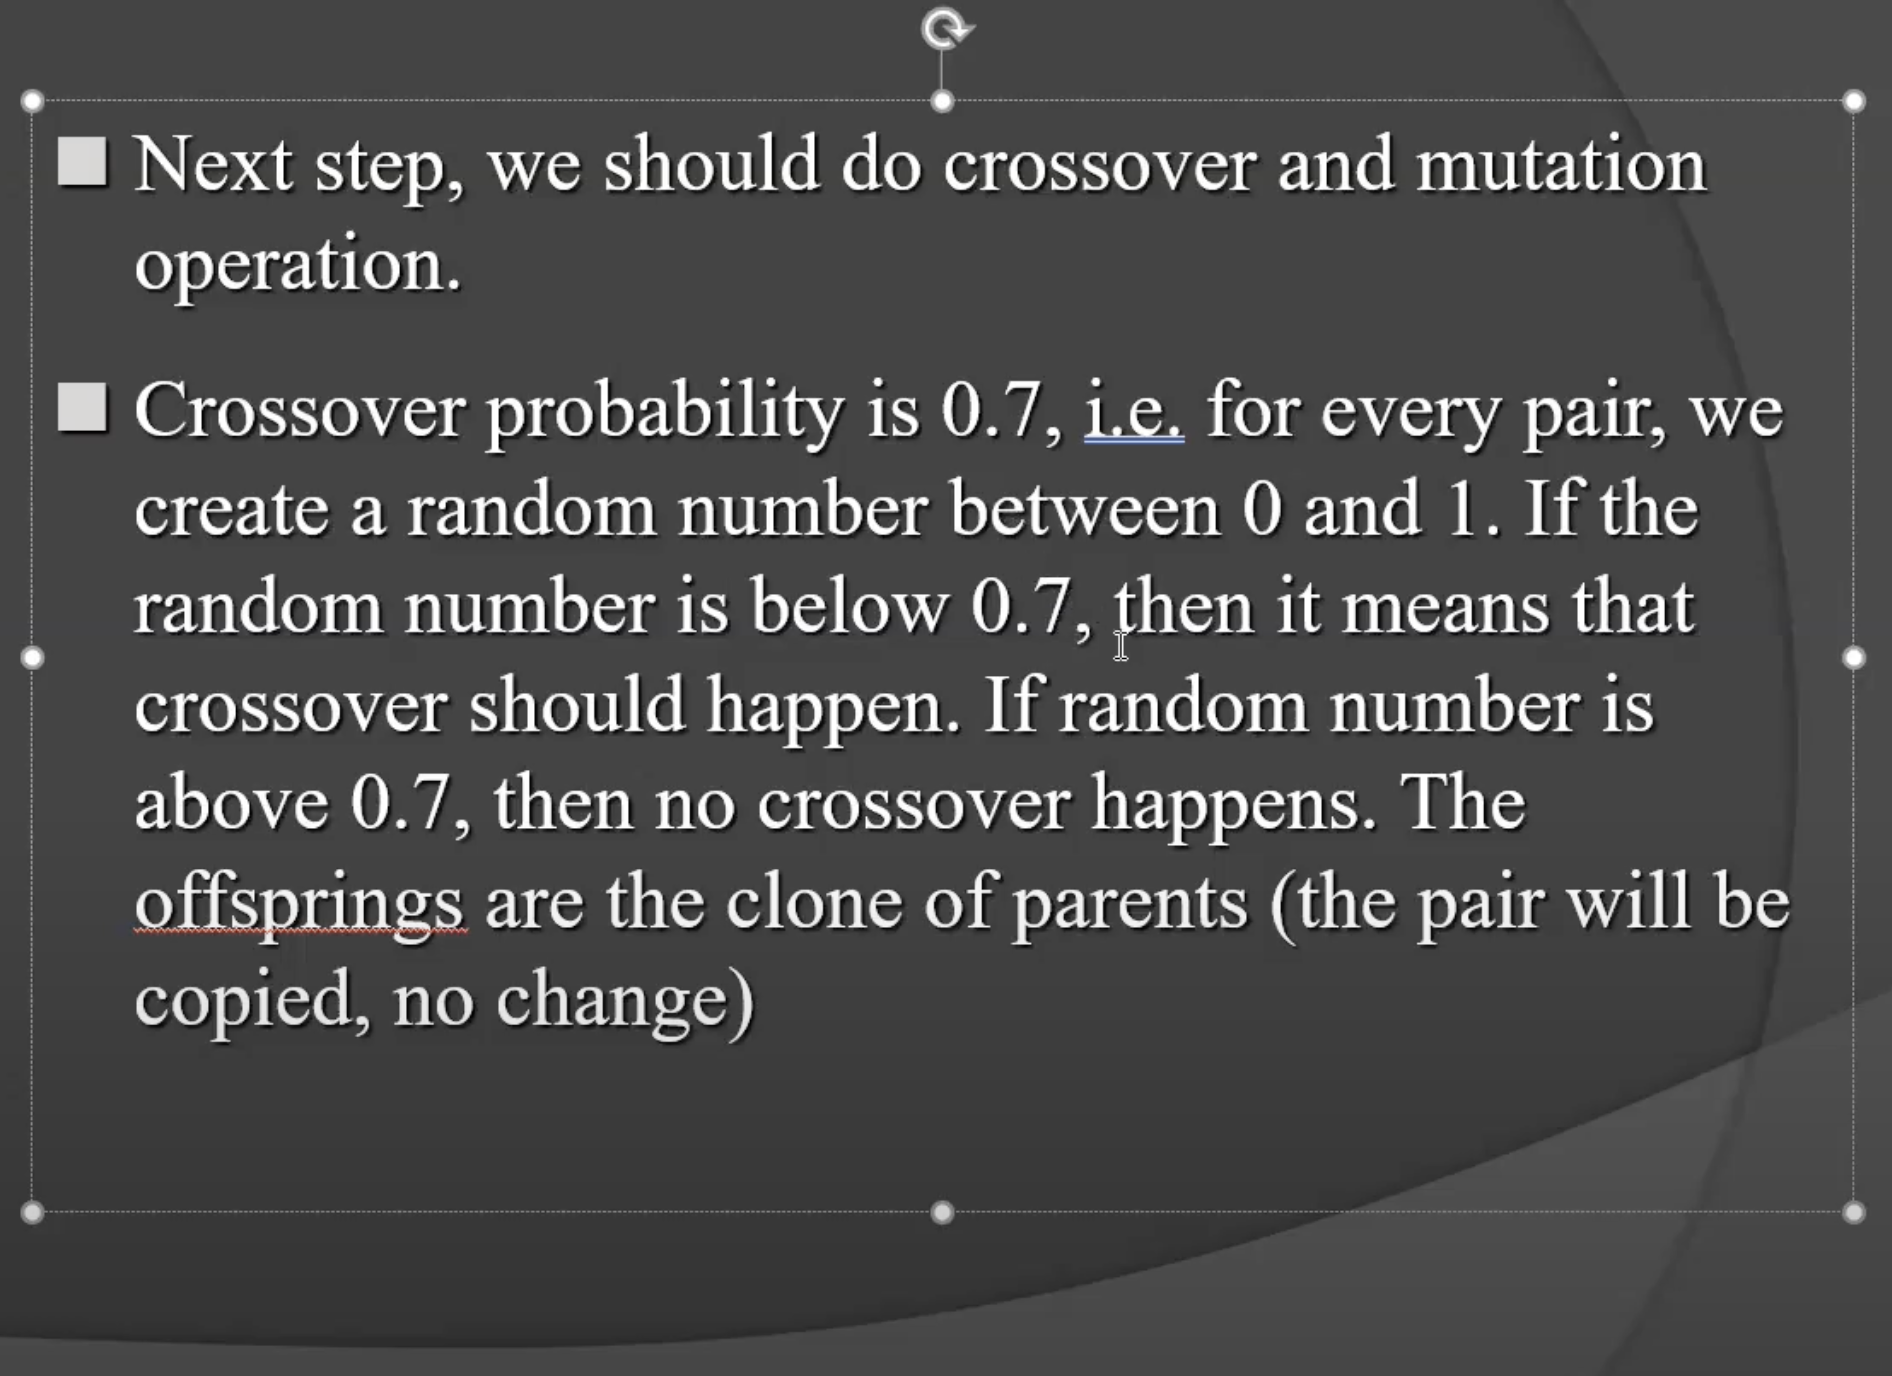 Next step, we should do crossover and mutation
operation.
Crossover probability is 0.7, i.e. for every pair, we
create a random number between 0 and 1. If the
random number is below 0.7, then it means that
crossover should happen. If random number is
above 0.7, then no crossover happens. The
offsprings are the clone of parents (the pair will be
copied, no change)